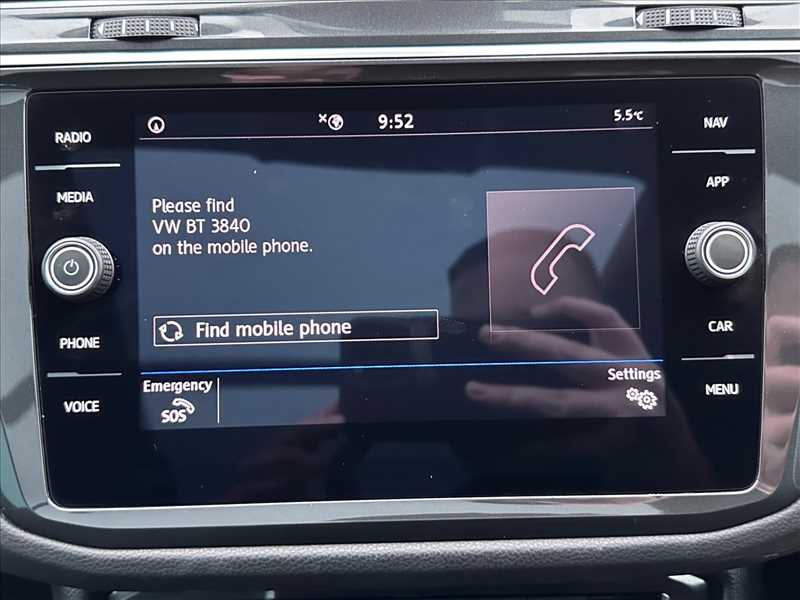 RADIO
MEDIA
PHONE
VOICE
9:52
5.5°C
Please find
VW BT 3840
on the mobile phone.
Find mobile phone
Emergency
SOS
Settings
NAV
APP
CAR
MENU